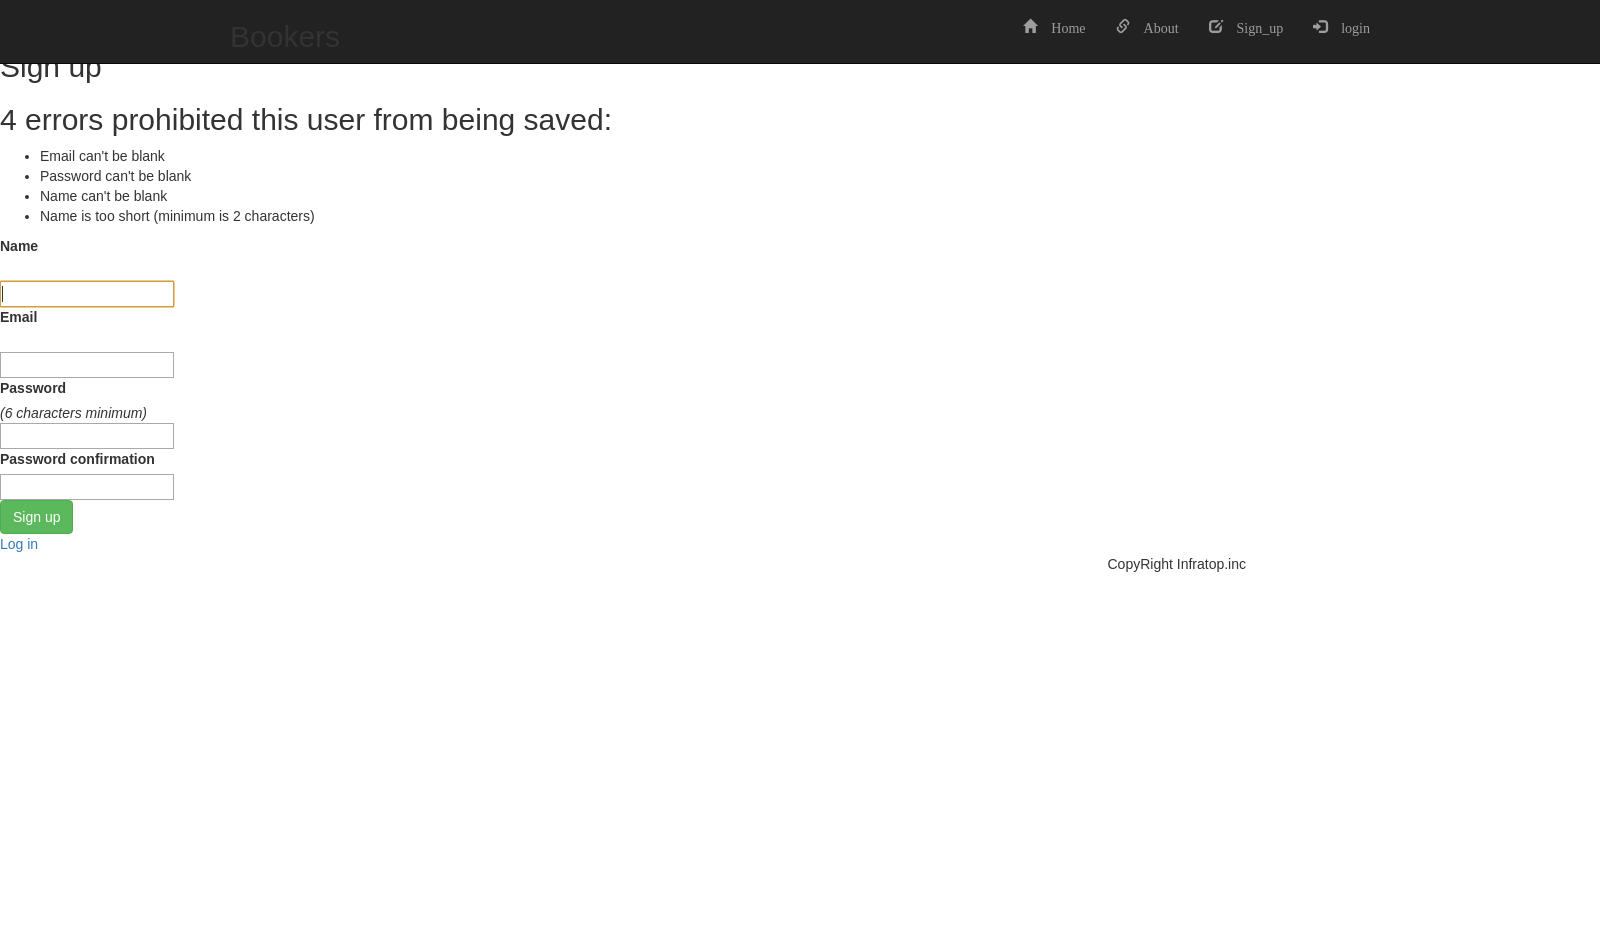 Bookers
Home
About
Sign_up
login
Sign up
4 errors prohibited this user from being saved:
Email can't be blank
Password can't be blank
Name can't be blank
Name is too short (minimum is 2 characters)
Name
Email
Password
(6 characters minimum)
Password confirmation
Sign up
Log in
CopyRight Infratop.inc